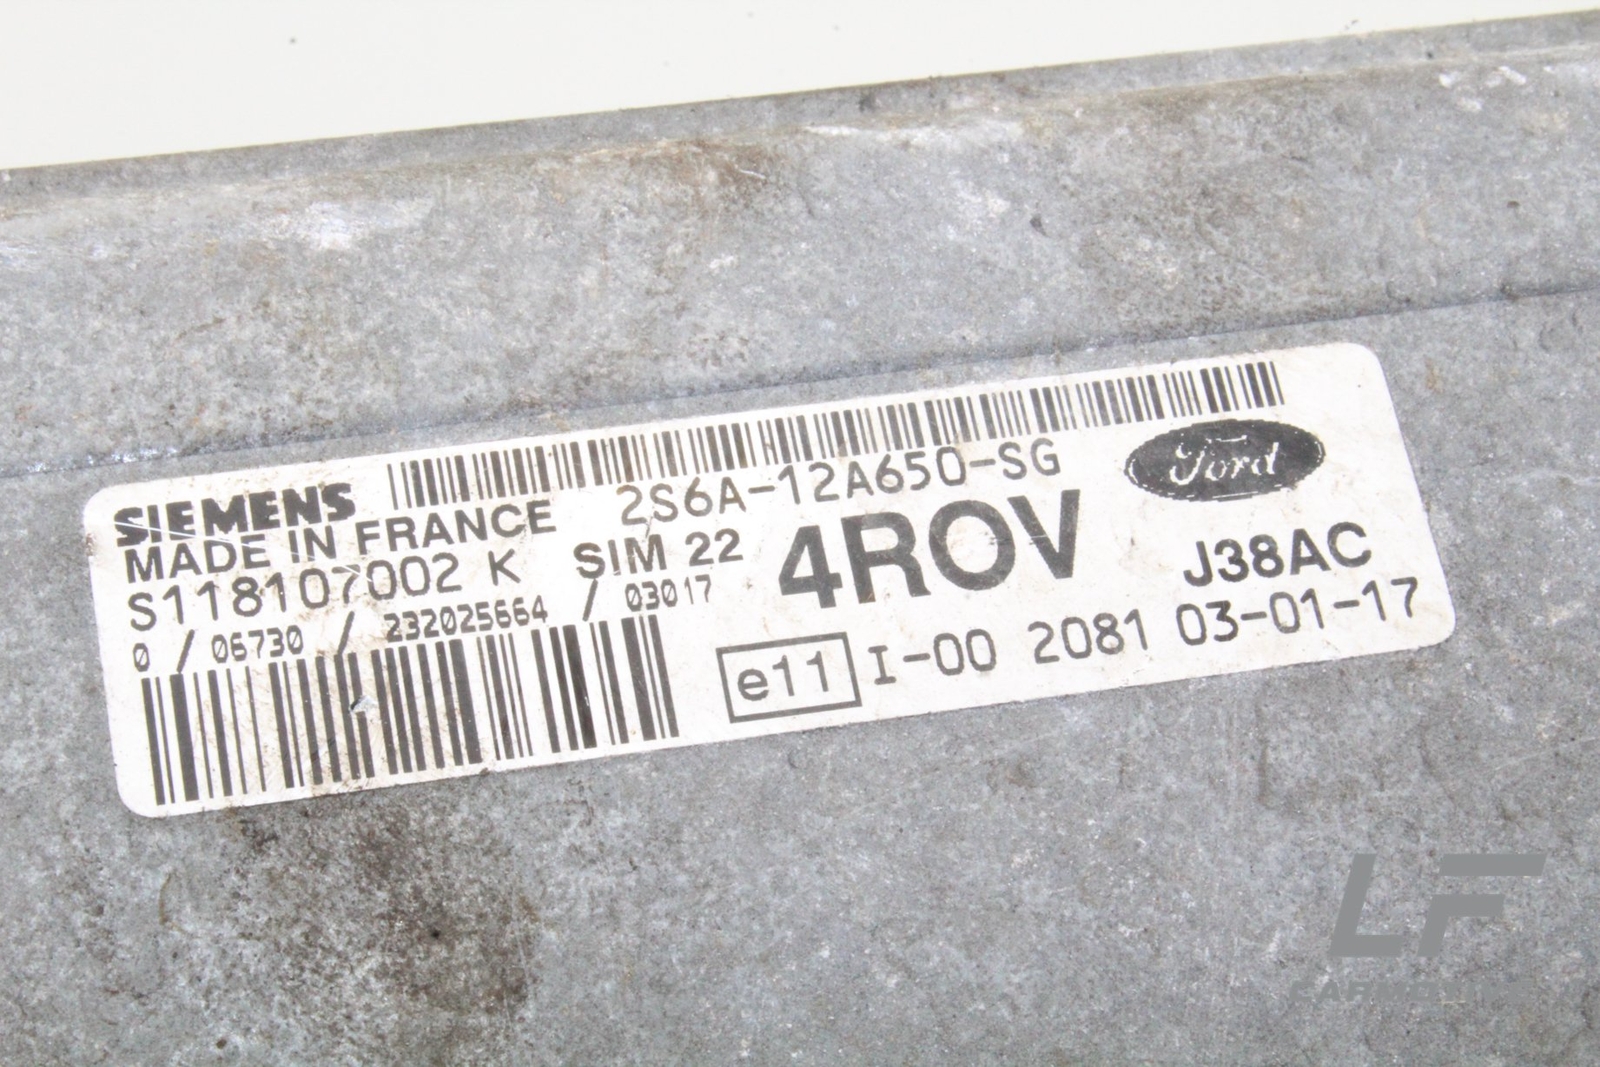 SIEMENS
MADE IN FRANCE
S118107002 K
0 / 06730 / 232025664 / 03017
2S6A-12A650-SG
SIM 22
4ROV
Ford
J38AC
e11 I-00 2081 03-01-17
LF